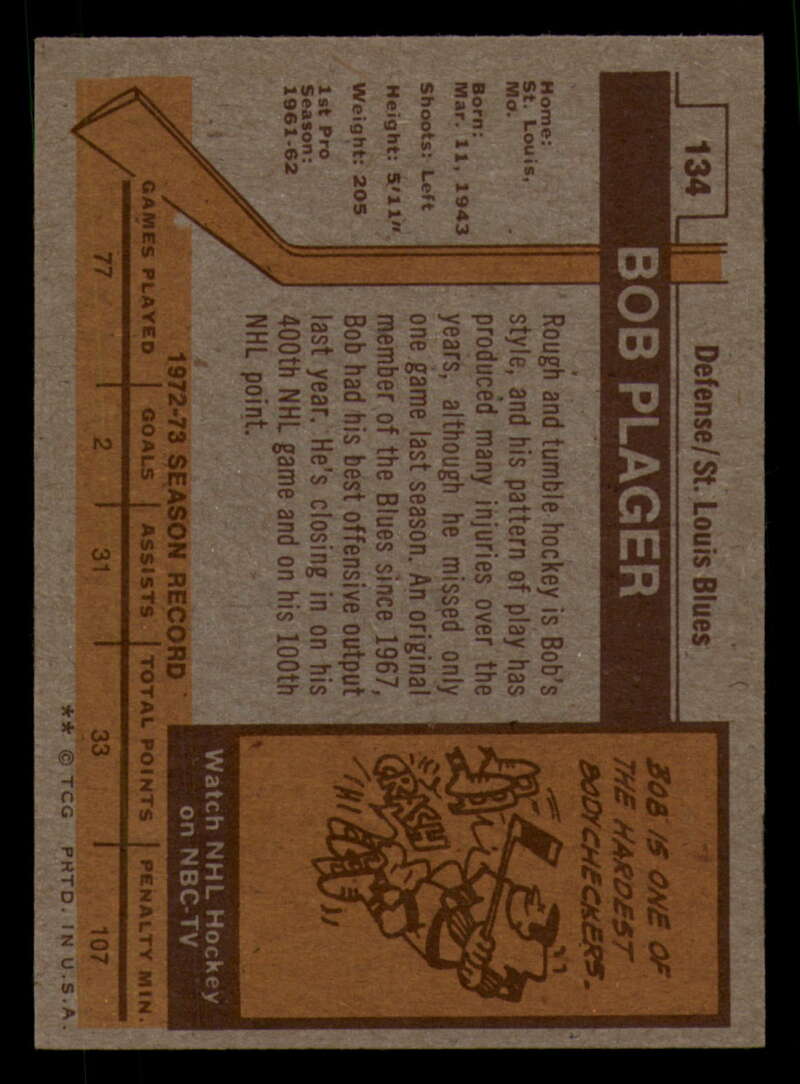 134
Defense/St. Louis Blues
BOB PLAGER
Home:
St. Louis,
Mo.
Born:
Mar. 11, 1943
Shoots: Left
Height: 5'11"
Weight: 205
1st Pro
Season:
1961-62
Rough and tumble hockey is Bob's
style, and his pattern of play has
produced many injuries over the
years, although he missed only
one game last season. An original
member of the Blues since 1967,
Bob had his best offensive output
last year. He's closing in on his
400th NHL game and on his 100th
NHL point.
BOB IS ONE OF
THE HARDEST
BODYCHECKERS.
CRASH
Watch NHL Hockey
on NBC-TV
1972-73 SEASON RECORD
GAMES PLAYED GOALS ASSISTS TOTAL POINTS PENALTY MIN.
77 2 31 33 107
** © TCG PRTD. IN U.S.A.